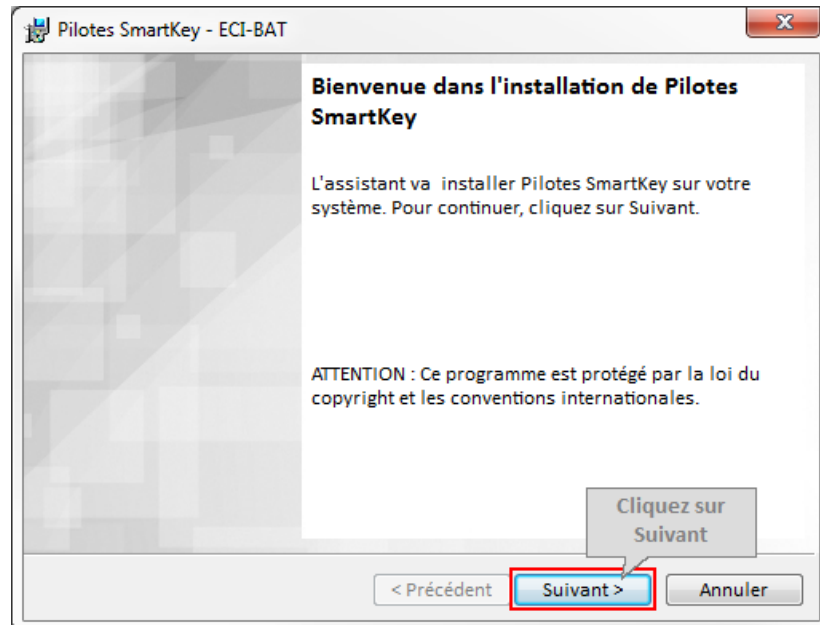 Pilotes SmartKey - ECI-BAT
Bienvenue dans l'installation de Pilotes
SmartKey
L'assistant va  installer Pilotes SmartKey sur votre
système. Pour continuer, cliquez sur Suivant.
ATTENTION : Ce programme est protégé par la loi du
copyright et les conventions internationales.
Cliquez sur
Suivant
< Précédent
Suivant >
Annuler